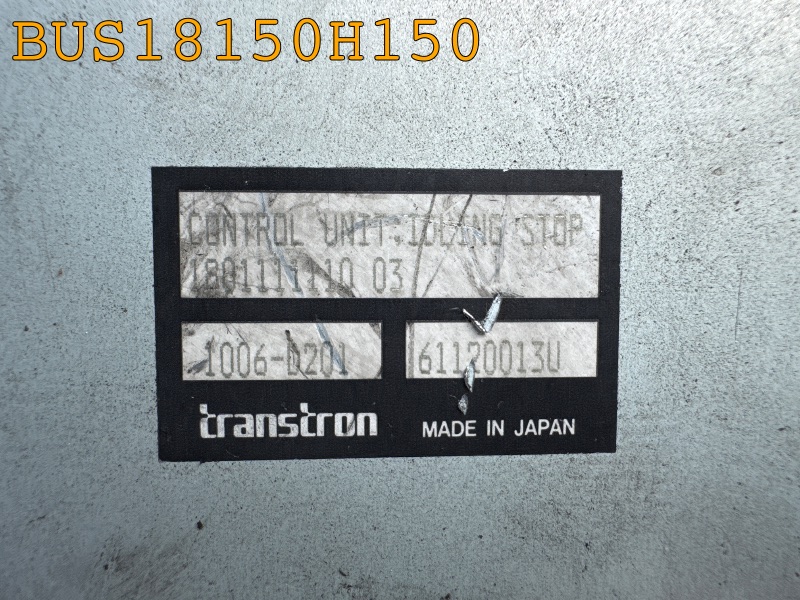 BUS18150H150
CONTROL UNIT:IDLING STOP
1801111110 03
1006-D201
61120013U
transtron
MADE IN JAPAN